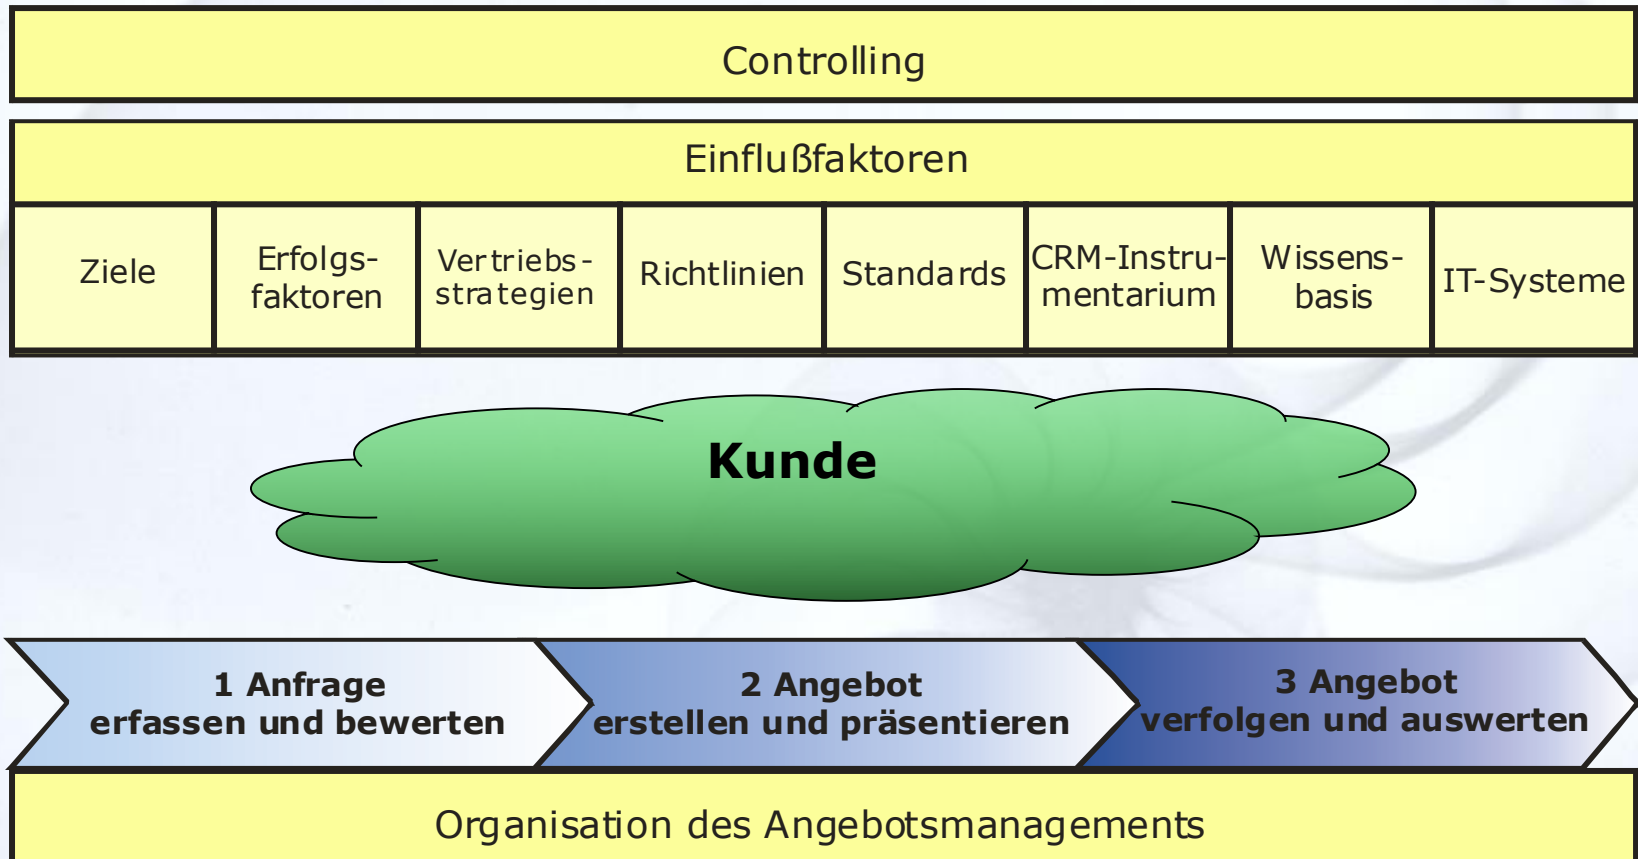 Controlling
Einflußfaktoren
Ziele
Erfolgs-
faktoren
Vertriebs-
strategien
Richtlinien
Standards
CRM-Instru-
mentarium
Wissens-
basis
IT-Systeme
Kunde
1 Anfrage
erfassen und bewerten
2 Angebot
erstellen und präsentieren
3 Angebot
verfolgen und auswerten
Organisation des Angebotsmanagements